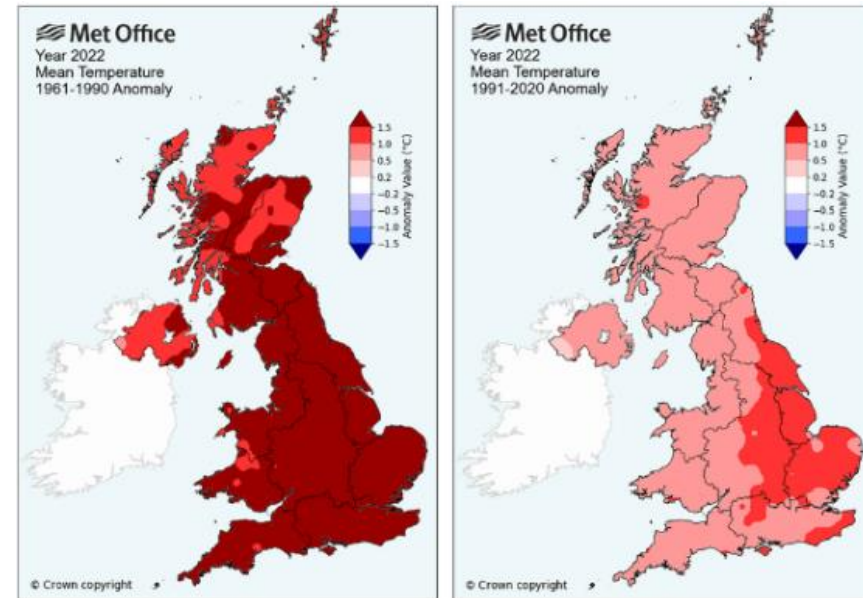 Met Office
Year 2022
Mean Temperature
1961-1990 Anomaly
1.5
1.0
0.5
0.2
−0.2
−0.5
−1.0
−1.5
Anomaly Value (°C)
© Crown copyright
Met Office
Year 2022
Mean Temperature
1991-2020 Anomaly
1.5
1.0
0.5
0.2
−0.2
−0.5
−1.0
−1.5
Anomaly Value (°C)
© Crown copyright